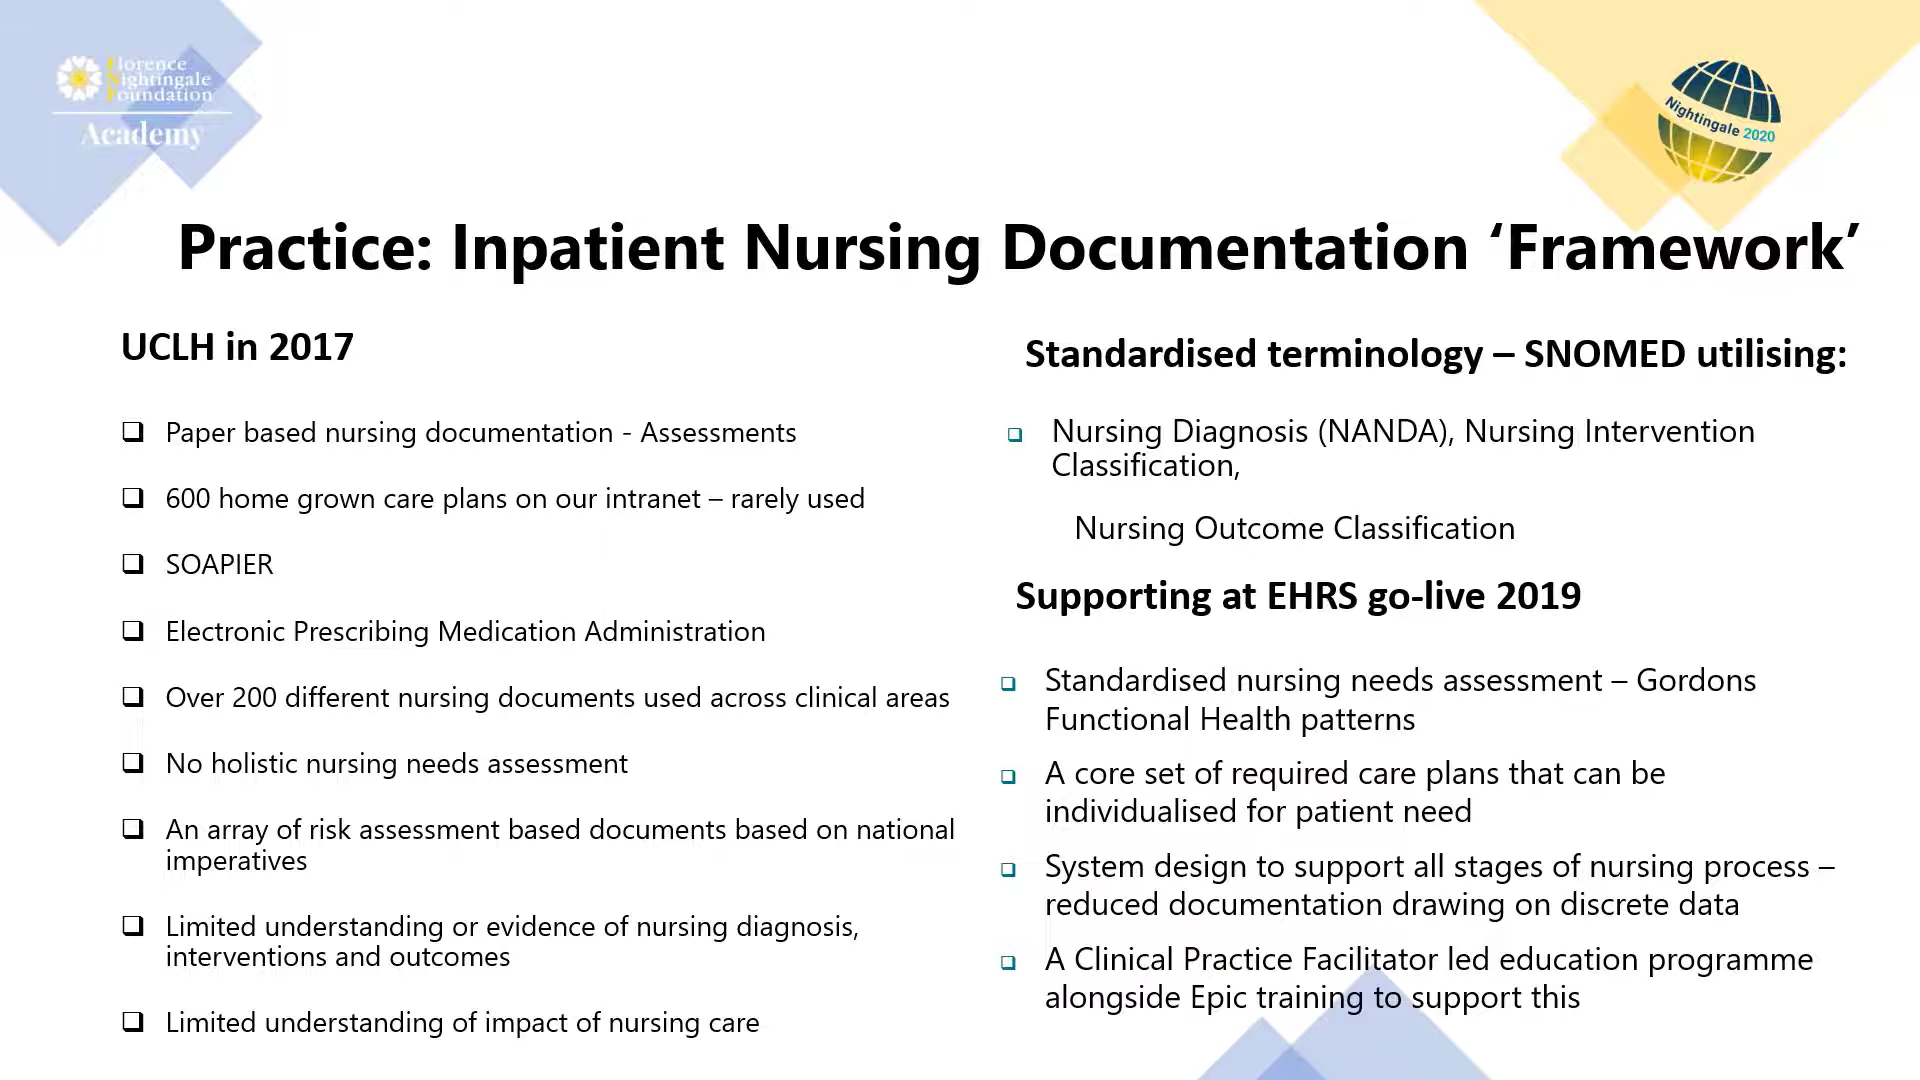 Florence
Nightingale
Foundation
Academy
Nightingale 2020
Practice: Inpatient Nursing Documentation ‘Framework’
UCLH in 2017
Paper based nursing documentation - Assessments
600 home grown care plans on our intranet – rarely used
SOAPIER
Electronic Prescribing Medication Administration
Over 200 different nursing documents used across clinical areas
No holistic nursing needs assessment
An array of risk assessment based documents based on national
imperatives
Limited understanding or evidence of nursing diagnosis,
interventions and outcomes
Limited understanding of impact of nursing care
Standardised terminology – SNOMED utilising:
Nursing Diagnosis (NANDA), Nursing Intervention
Classification,
Nursing Outcome Classification
Supporting at EHRS go-live 2019
Standardised nursing needs assessment – Gordons
Functional Health patterns
A core set of required care plans that can be
individualised for patient need
System design to support all stages of nursing process –
reduced documentation drawing on discrete data
A Clinical Practice Facilitator led education programme
alongside Epic training to support this